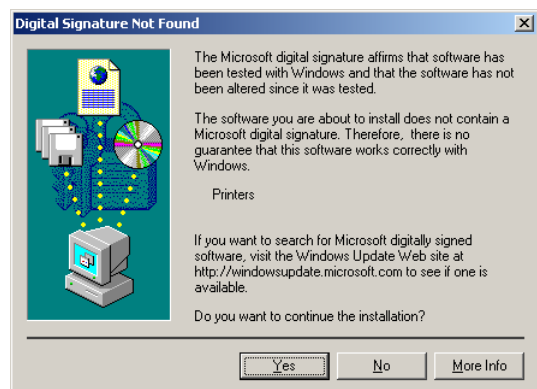 Digital Signature Not Found
The Microsoft digital signature affirms that software has
been tested with Windows and that the software has not
been altered since it was tested.
The software you are about to install does not contain a
Microsoft digital signature. Therefore, there is no
guarantee that this software works correctly with
Windows.
Printers
If you want to search for Microsoft digitally signed
software, visit the Windows Update Web site at
http://windowsupdate.microsoft.com to see if one is
available.
Do you want to continue the installation?
Yes No More Info